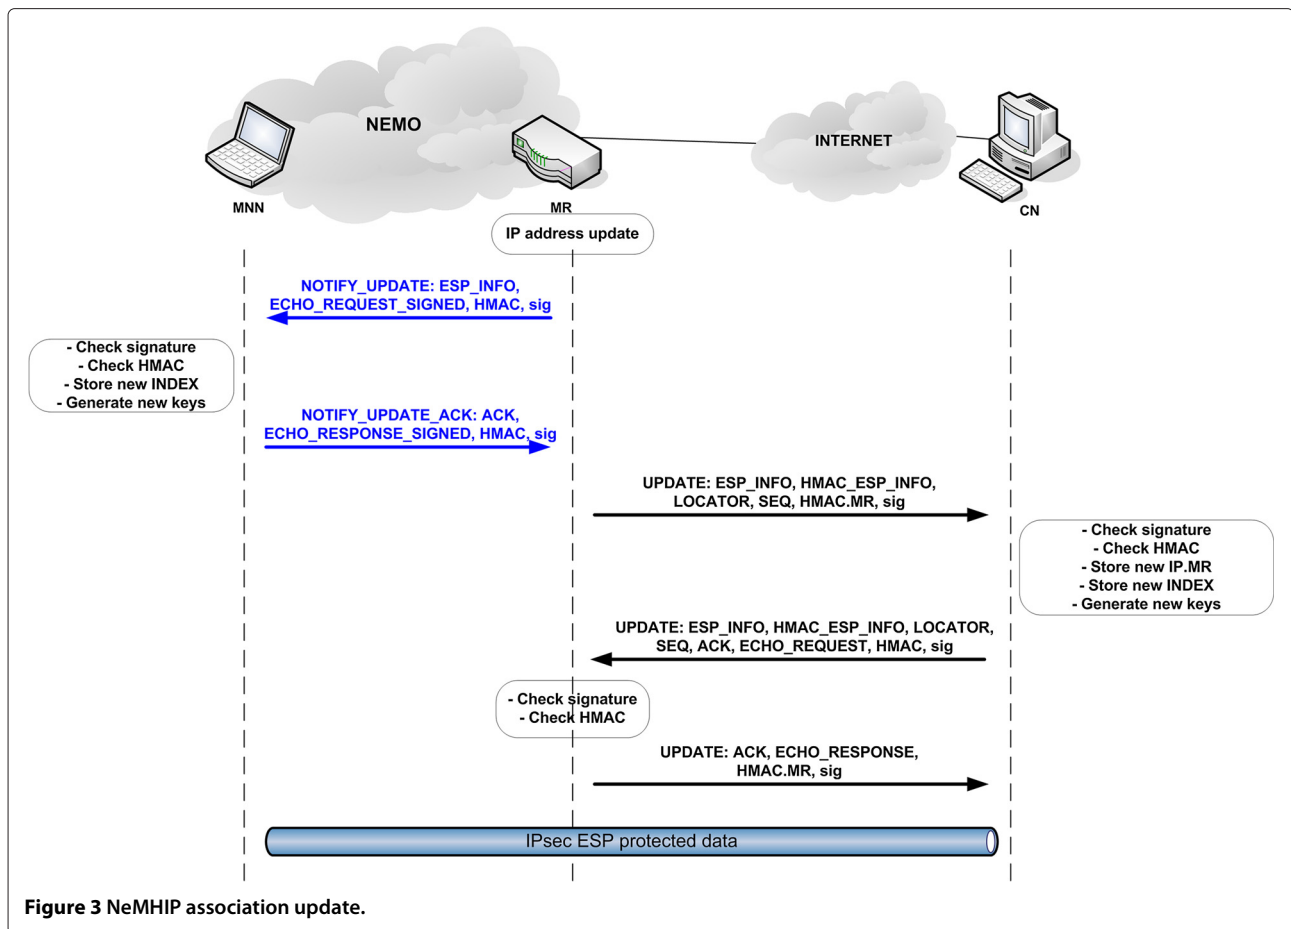 NEMO
INTERNET
MNN
MR
CN
IP address update
NOTIFY_UPDATE: ESP_INFO,
ECHO_REQUEST_SIGNED, HMAC, sig
- Check signature
- Check HMAC
- Store new INDEX
- Generate new keys
NOTIFY_UPDATE_ACK: ACK,
ECHO_RESPONSE_SIGNED, HMAC, sig
UPDATE: ESP_INFO, HMAC_ESP_INFO,
LOCATOR, SEQ, HMAC.MR, sig
- Check signature
- Check HMAC
- Store new IP.MR
- Store new INDEX
- Generate new keys
UPDATE: ESP_INFO, HMAC_ESP_INFO, LOCATOR,
SEQ, ACK, ECHO_REQUEST, HMAC, sig
- Check signature
- Check HMAC
UPDATE: ACK, ECHO_RESPONSE,
HMAC.MR, sig
IPsec ESP protected data
Figure 3 NeMHIP association update.